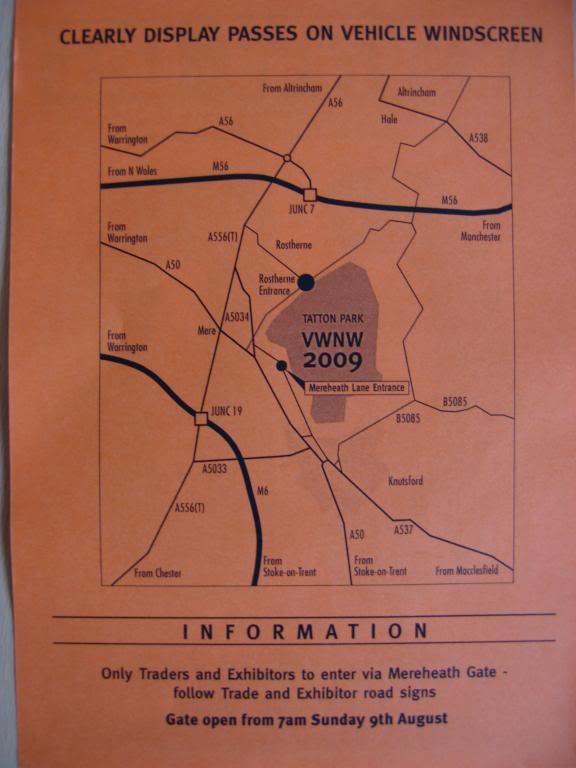 CLEARLY DISPLAY PASSES ON VEHICLE WINDSCREEN
From Altrincham
A56
Altrincham
Hale
A56
From
Warrington
A538
From N Wales
M56
JUNC 7
M56
From
Manchester
From
Warrington
A556(T)
Rostherne
A50
Rostherne
Entrance
A5034
TATTON PARK
VWNW
2009
Mere
From
Warrington
Mereheath Lane Entrance
JUNC 19
B5085
B5085
A5033
Knutsford
M6
A556(T)
A50
A537
From Chester
From
Stoke-on-Trent
From
Stoke-on-Trent
From Macclesfield
INFORMATION
Only Traders and Exhibitors to enter via Mereheath Gate -
follow Trade and Exhibitor road signs
Gate open from 7am Sunday 9th August